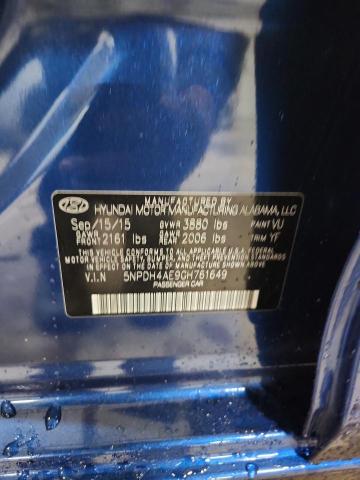 MANUFACTURED BY
HYUNDAI MOTOR MANUFACTURING ALABAMA, LLC
Sep/15/15 GVWR 3880 lbs PAINT VU
GAWR FRONT 2161 lbs GAWR REAR 2006 lbs TRIM YF
THIS VEHICLE CONFORMS TO ALL APPLICABLE U.S. FEDERAL
MOTOR VEHICLE SAFETY, BUMPER, AND THEFT PREVENTION STANDARDS
IN EFFECT ON THE DATE OF MANUFACTURE SHOWN ABOVE.
V.I.N 5NPDH4AE9GH761649
PASSENGER CAR